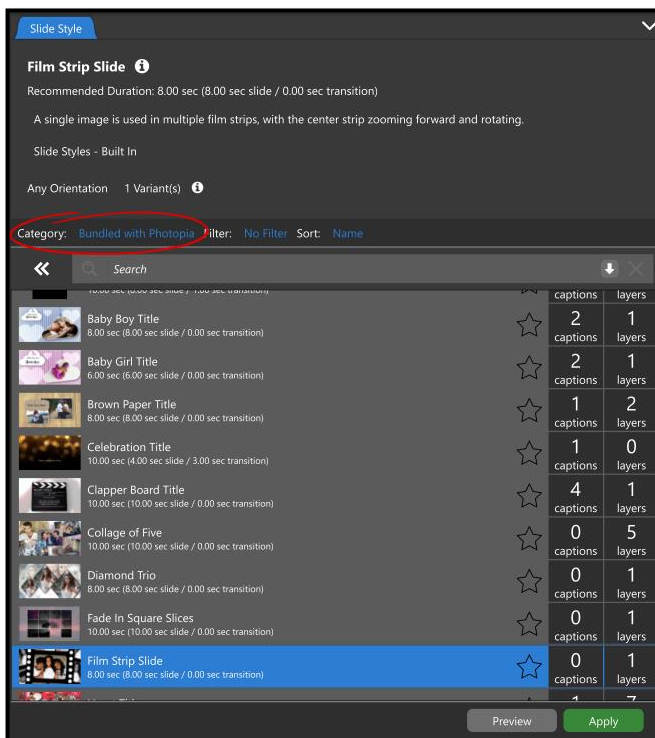 Slide Style
Film Strip Slide
Recommended Duration: 8.00 sec (8.00 sec slide / 0.00 sec transition)
A single image is used in multiple film strips, with the center strip zooming forward and rotating.
Slide Styles - Built In
Any Orientation 1 Variant(s)
Category: Bundled with Photopia Filter: No Filter Sort: Name
Search
captions layers
Baby Boy Title 2 1
8.00 sec (8.00 sec slide / 0.00 sec transition) captions layers
Baby Girl Title 2 1
6.00 sec (6.00 sec slide / 0.00 sec transition) captions layers
Brown Paper Title 1 2
8.00 sec (8.00 sec slide / 0.00 sec transition) captions layers
Celebration Title 1 0
10.00 sec (4.00 sec slide / 3.00 sec transition) captions layers
Clapper Board Title 4 1
10.00 sec (10.00 sec slide / 0.00 sec transition) captions layers
Collage of Five 0 5
10.00 sec (10.00 sec slide / 0.00 sec transition) captions layers
Diamond Trio 0 1
8.00 sec (8.00 sec slide / 0.00 sec transition) captions layers
Fade In Square Slices 0 1
10.00 sec (10.00 sec slide / 0.00 sec transition) captions layers
Film Strip Slide 0 1
8.00 sec (8.00 sec slide / 0.00 sec transition) captions layers
Preview Apply